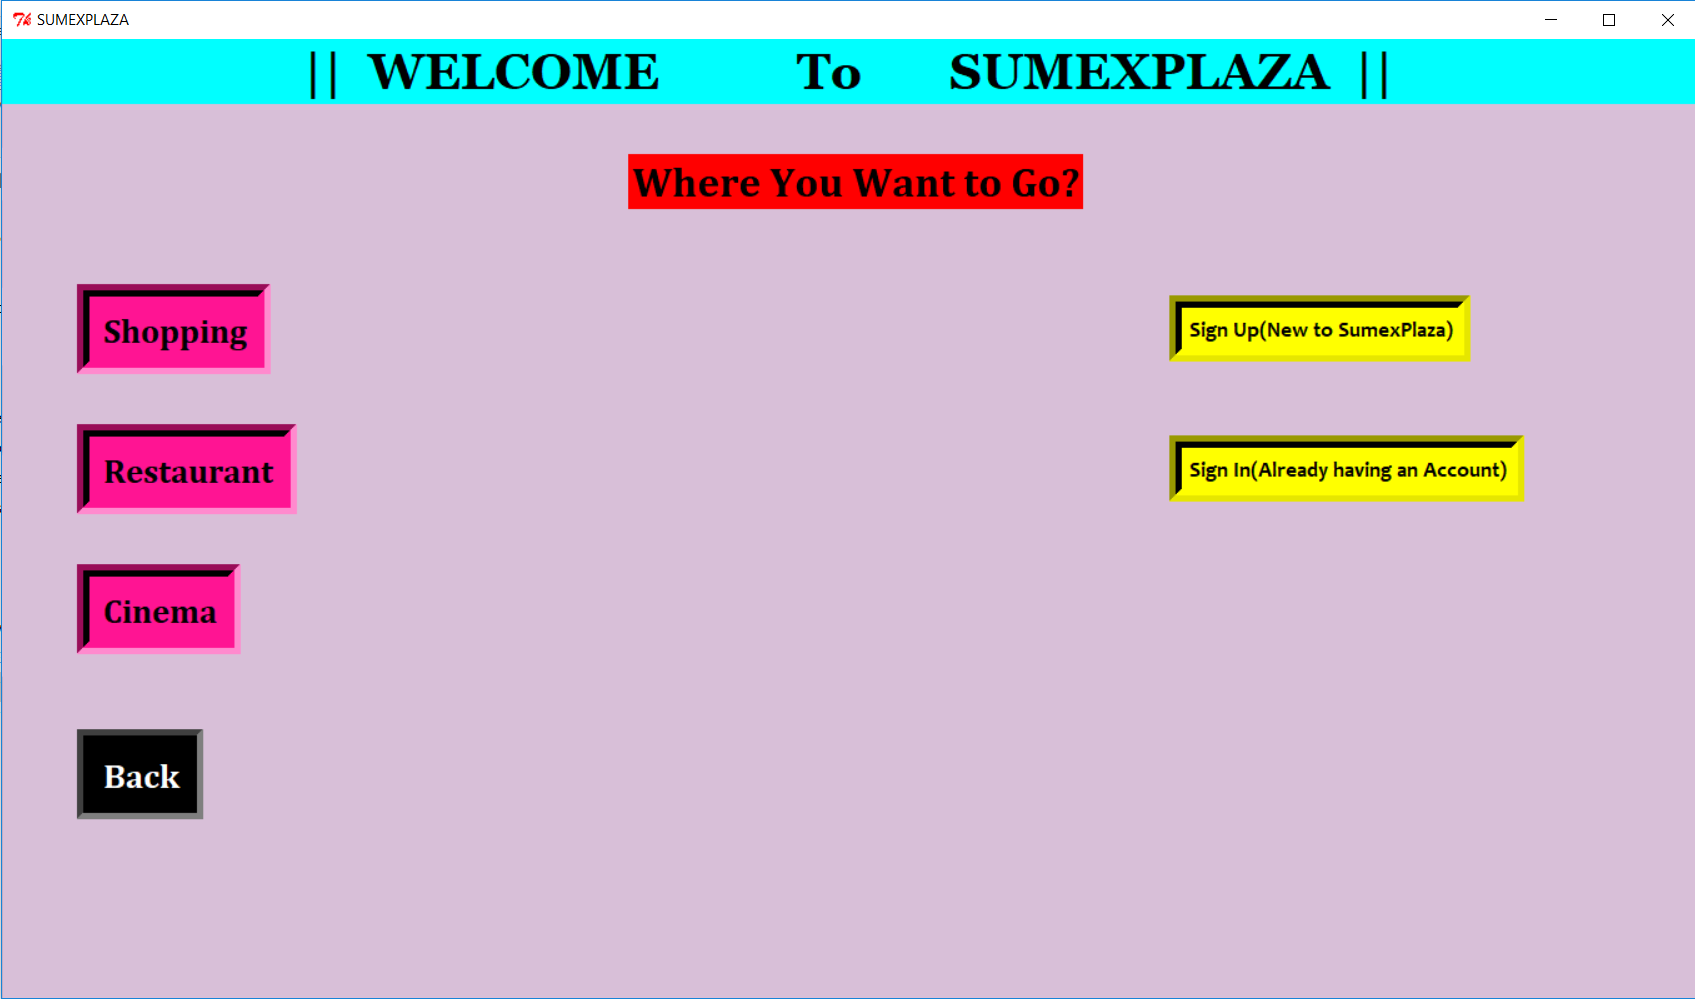 SUMEXPLAZA
|| WELCOME To SUMEXPLAZA ||
Where You Want to Go?
Shopping
Sign Up(New to SumexPlaza)
Restaurant
Sign In(Already having an Account)
Cinema
Back